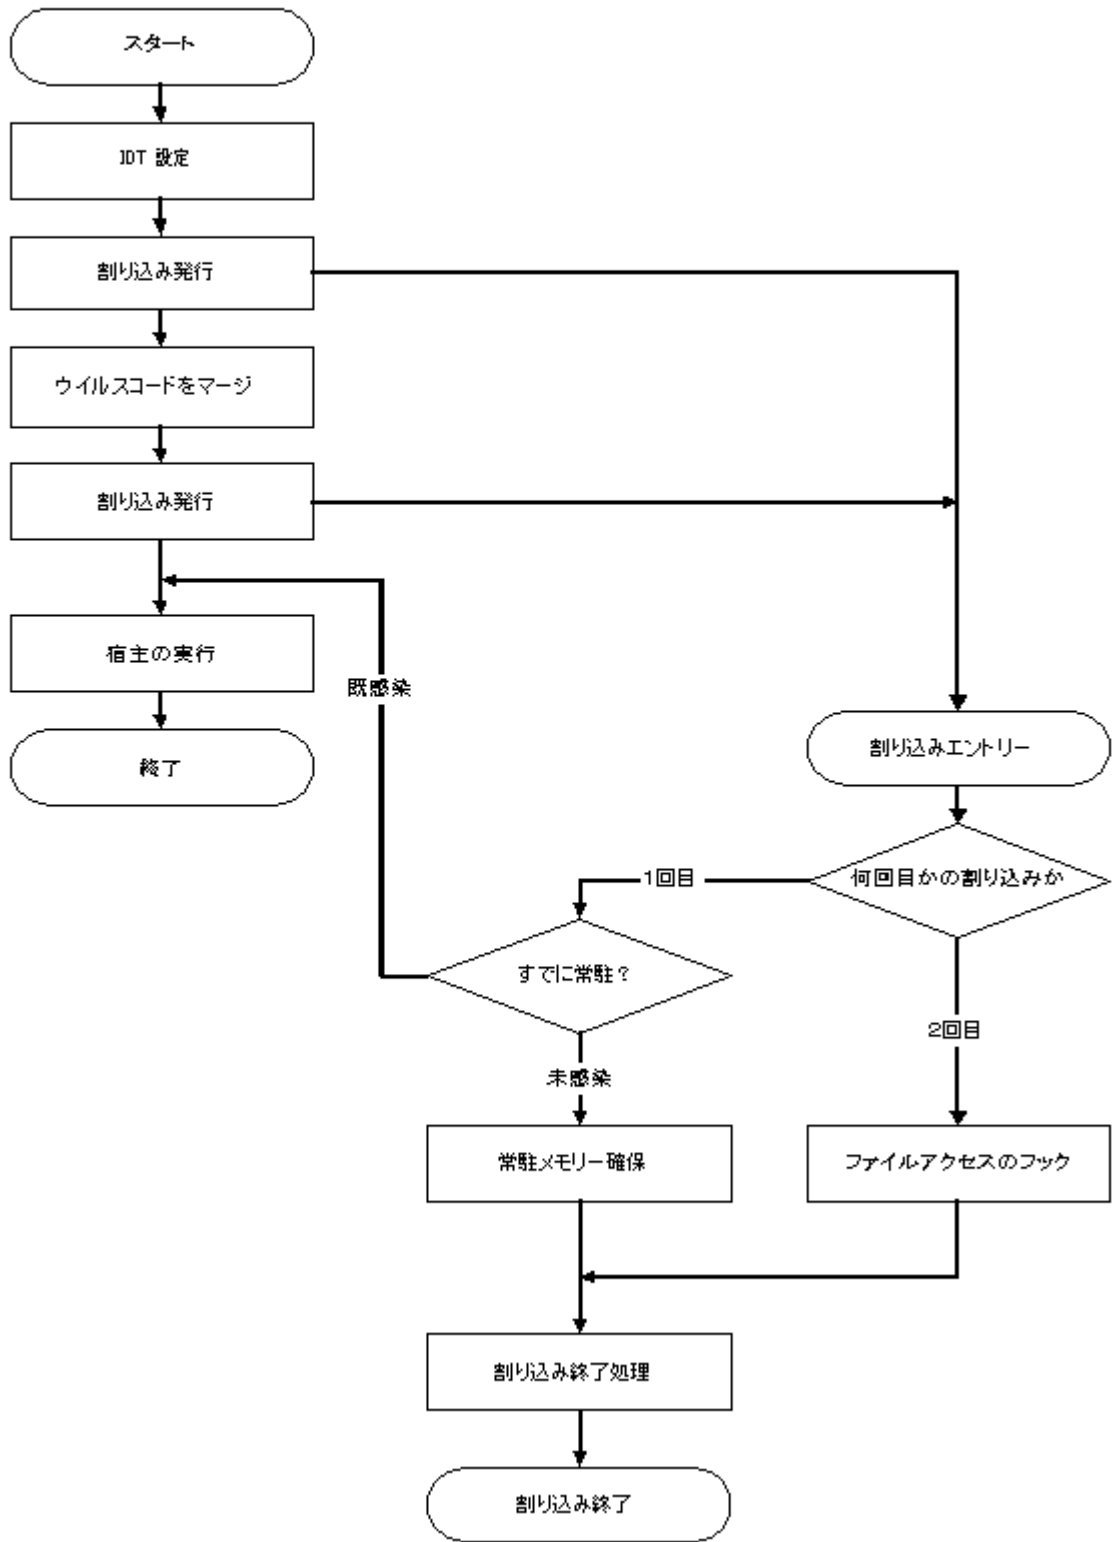 スタート
IDT 設定
割り込み発行
ウイルスコードをマージ
割り込み発行
宿主の実行
既感染
終了
割り込みエントリー
何回目かの割り込みか
1回目
すでに常駐？
2回目
未感染
常駐メモリー確保
ファイルアクセスのフック
割り込み終了処理
割り込み終了